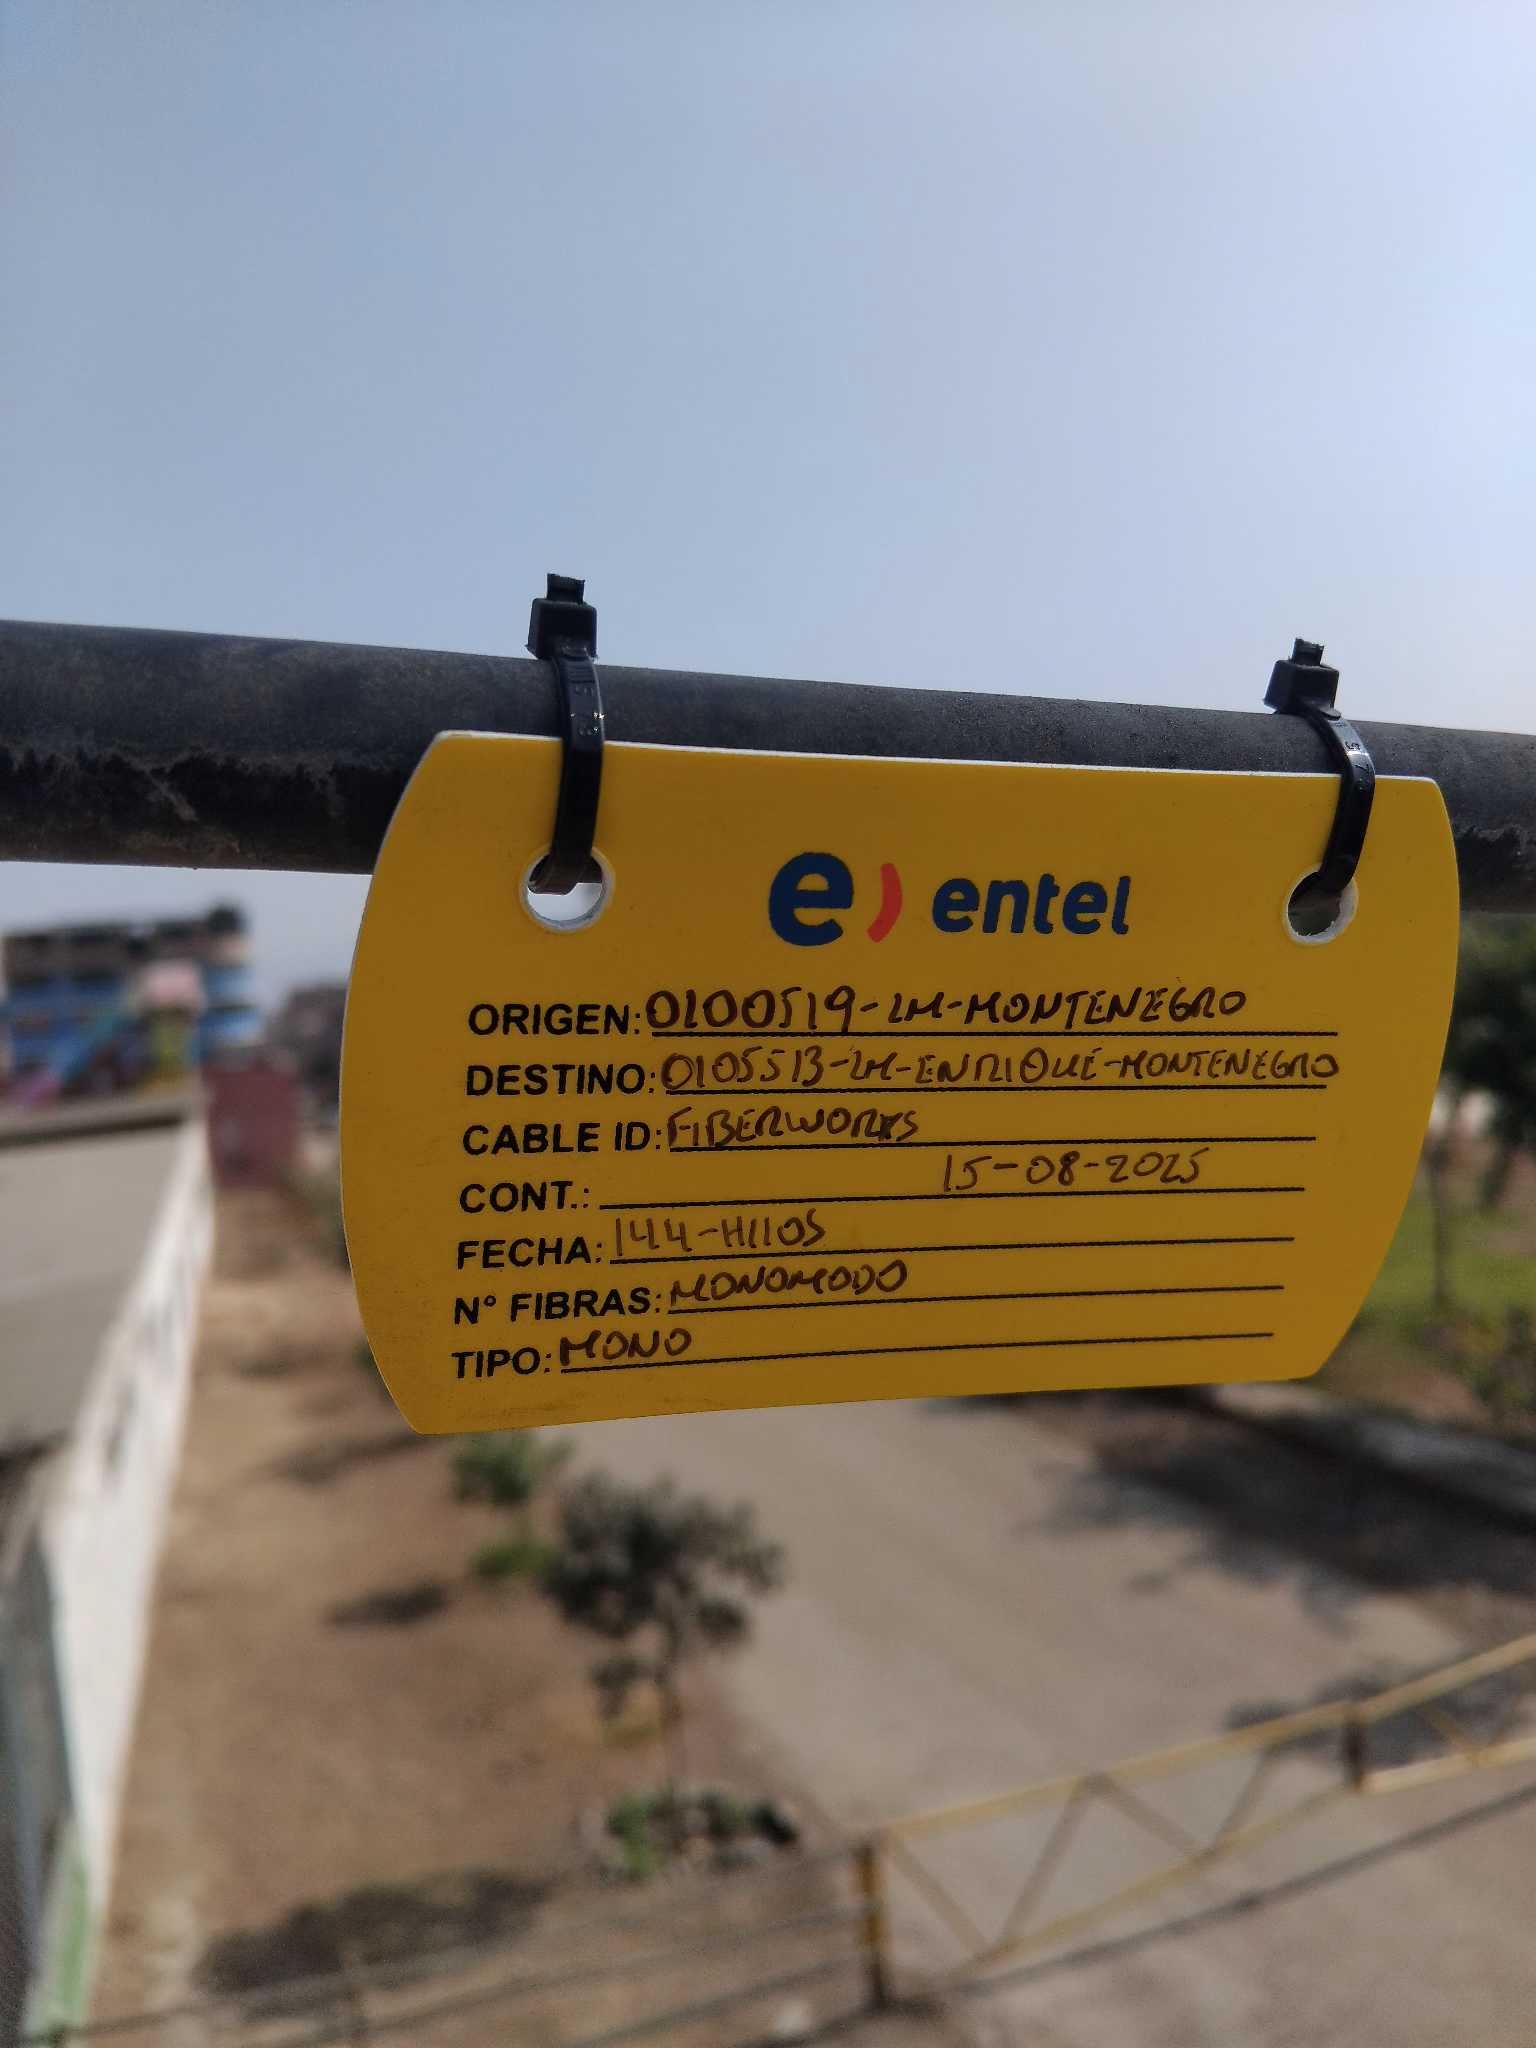 e) entel
ORIGEN: 0100519-LM-MONTENEGRO
DESTINO: 0105513-LM-ENRIQUE-MONTENEGRO
CABLE ID: FIBERWORKS
CONT.: 15-08-2025
FECHA: 144-HILOS
N° FIBRAS: MONOMODO
TIPO: MONO